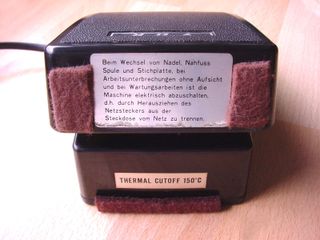 Beim Wechsel von Nadel, Nähfuss
Spule und Stichplatte, bei
Arbeitsunterbrechungen ohne Aufsicht
und bei Wartungsarbeiten ist die
Maschine elektrisch abzuschalten,
d.h. durch Herausziehen des
Netzsteckers aus der
Steckdose vom Netz zu trennen.
THERMAL CUTOFF 150°C